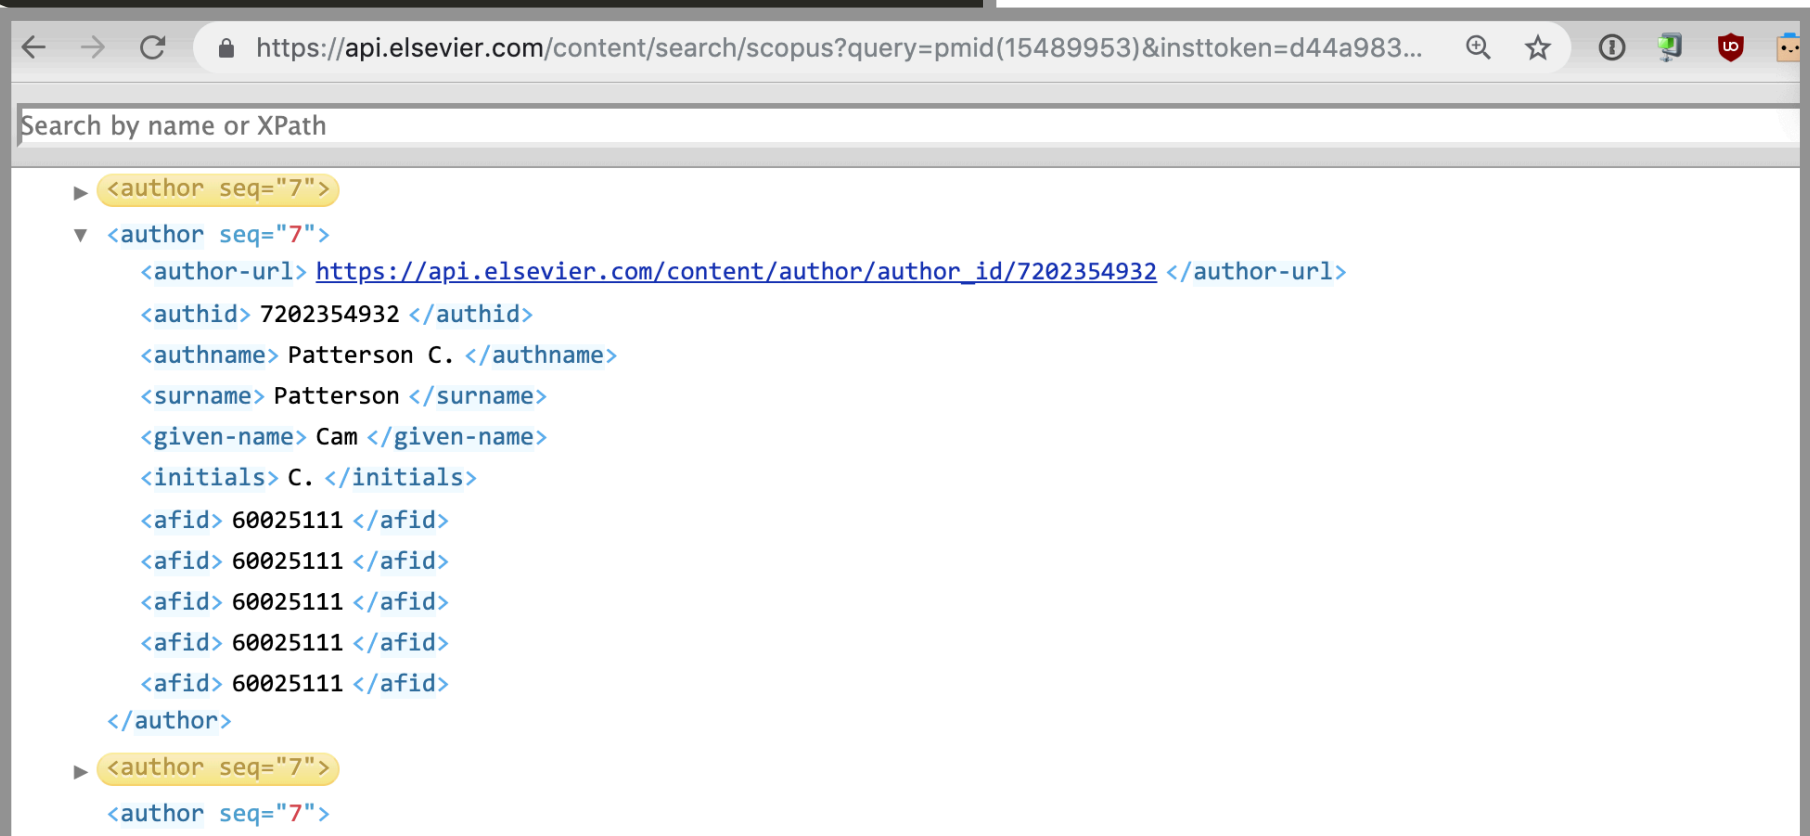 https://api.elsevier.com/content/search/scopus?query=pmid(15489953)&insttoken=d44a983...
Search by name or XPath
<author seq="7">
<author seq="7">
<author-url> https://api.elsevier.com/content/author/author_id/7202354932 </author-url>
<authid> 7202354932 </authid>
<authname> Patterson C. </authname>
<surname> Patterson </surname>
<given-name> Cam </given-name>
<initials> C. </initials>
<afid> 60025111 </afid>
<afid> 60025111 </afid>
<afid> 60025111 </afid>
<afid> 60025111 </afid>
<afid> 60025111 </afid>
</author>
<author seq="7">
<author seq="7">